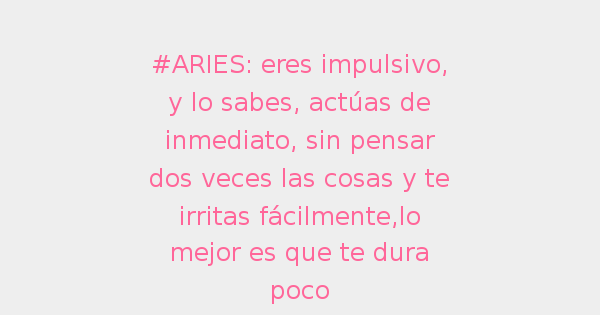 #ARIES: eres impulsivo,
y lo sabes, actúas de
inmediato, sin pensar
dos veces las cosas y te
irritas fácilmente,lo
mejor es que te dura
poco